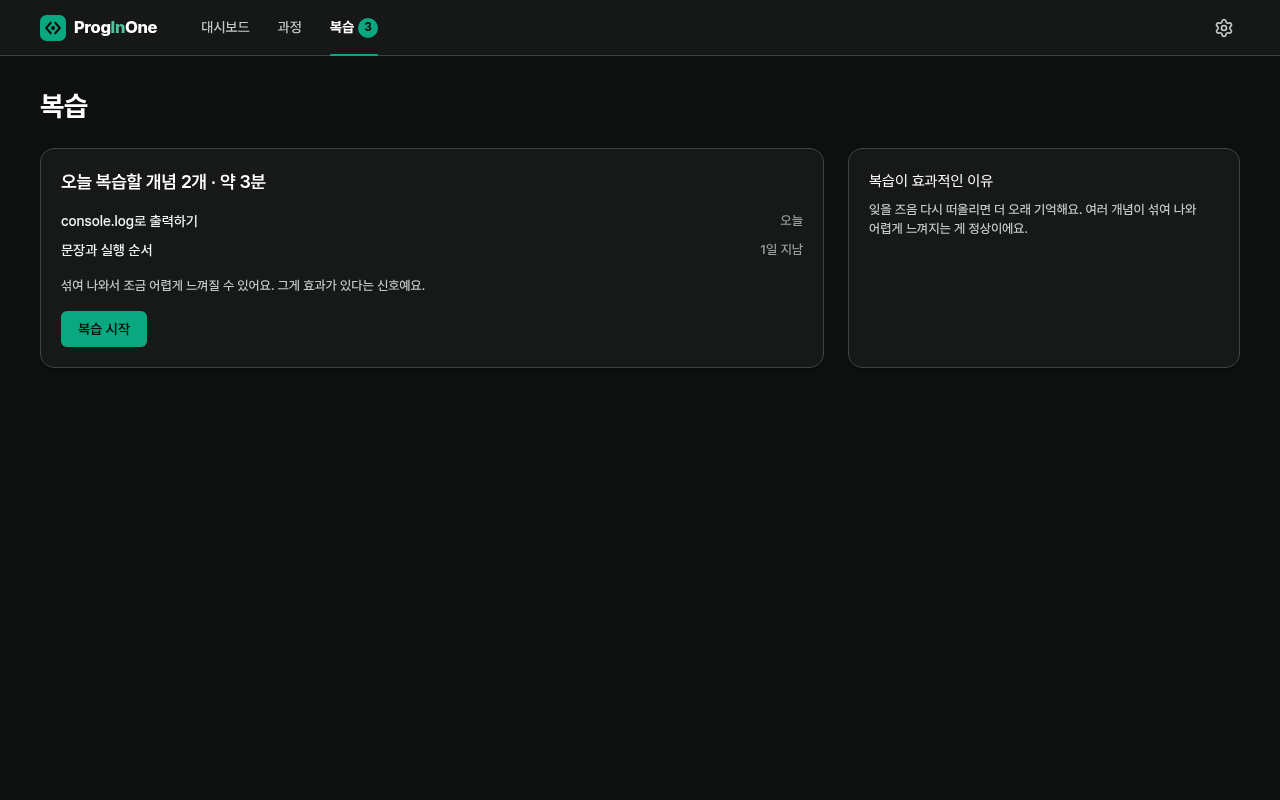 ProgInOne
대시보드
과정
복습 3
복습
오늘 복습할 개념 2개 · 약 3분
console.log로 출력하기
오늘
문장과 실행 순서
1일 지남
섞여 나와서 조금 어렵게 느껴질 수 있어요. 그게 효과가 있다는 신호예요.
복습 시작
복습이 효과적인 이유
잊을 즈음 다시 떠올리면 더 오래 기억해요. 여러 개념이 섞여 나와
어렵게 느껴지는 게 정상이에요.